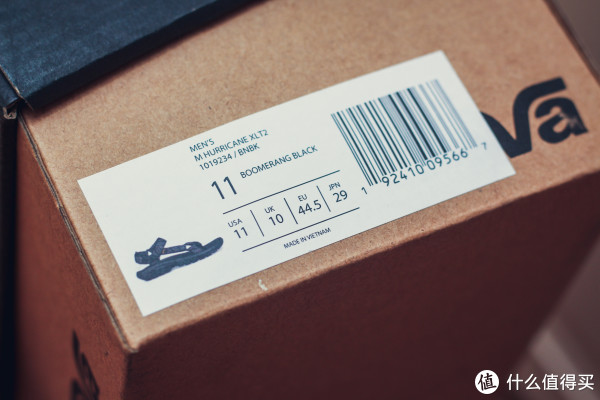 MEN'S
M HURRICANE XLT2
1019234 / BNBK
11 BOOMERANG BLACK
USA UK EU JPN
11 10 44.5 29
MADE IN VIETNAM
1 92410 09566 7
va
值 什么值得买